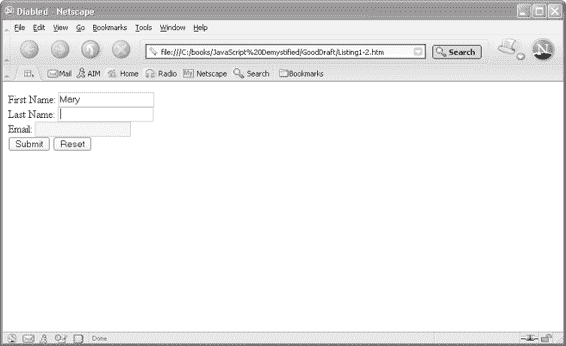 Diabled - Netscape
File Edit View Go Bookmarks Tools Window Help
file:///C:/books/JavaScript%20Demystified/GoodDraft/Listing1-2.htm Search
Mail AIM Home Radio My Netscape Search Bookmarks
First Name: Mary
Last Name:
Email:
Submit Reset
Done